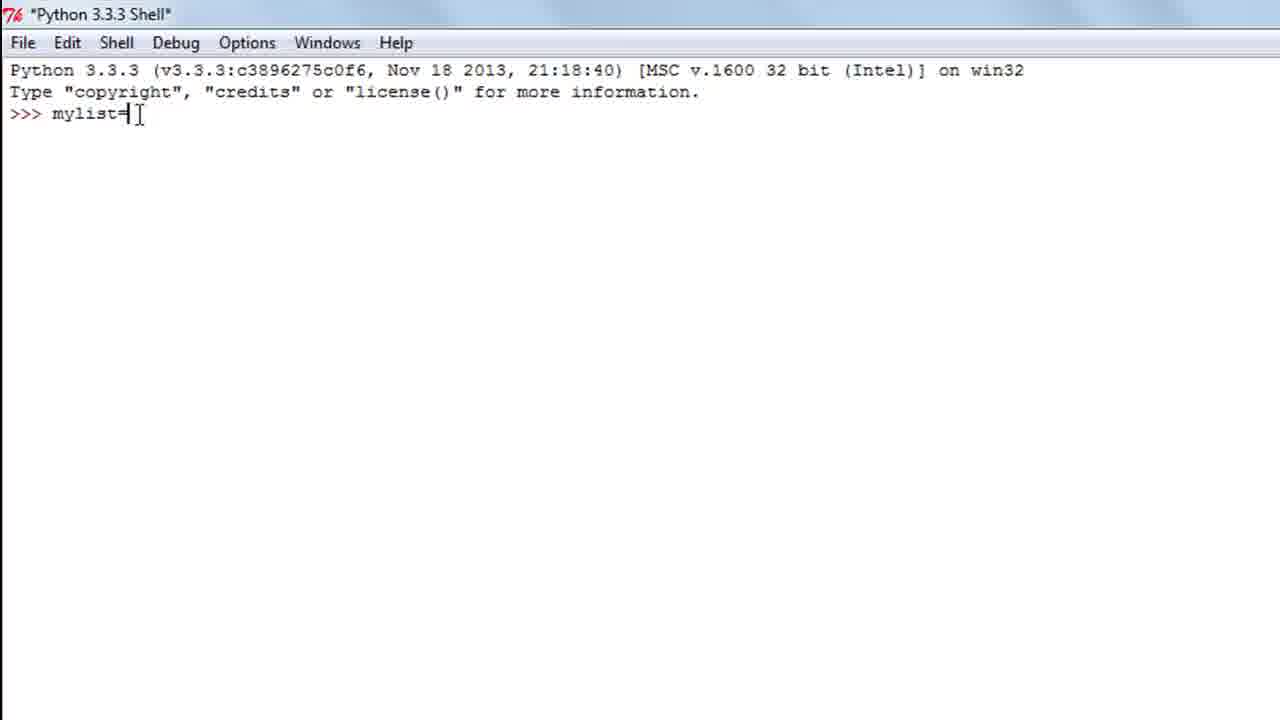 *Python 3.3.3 Shell*
File Edit Shell Debug Options Windows Help
Python 3.3.3 (v3.3.3:c3896275c0f6, Nov 18 2013, 21:18:40) [MSC v.1600 32 bit (Intel)] on win32
Type "copyright", "credits" or "license()" for more information.
>>> mylist=